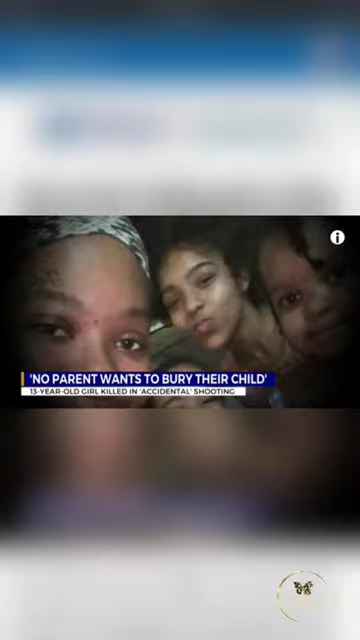 'NO PARENT WANTS TO BURY THEIR CHILD'
13-YEAR-OLD GIRL KILLED IN 'ACCIDENTAL' SHOOTING